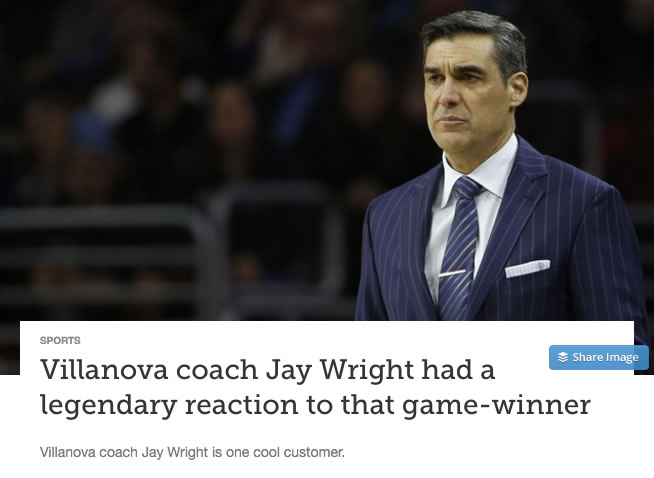 SPORTS
Share Image
Villanova coach Jay Wright had a
legendary reaction to that game-winner
Villanova coach Jay Wright is one cool customer.